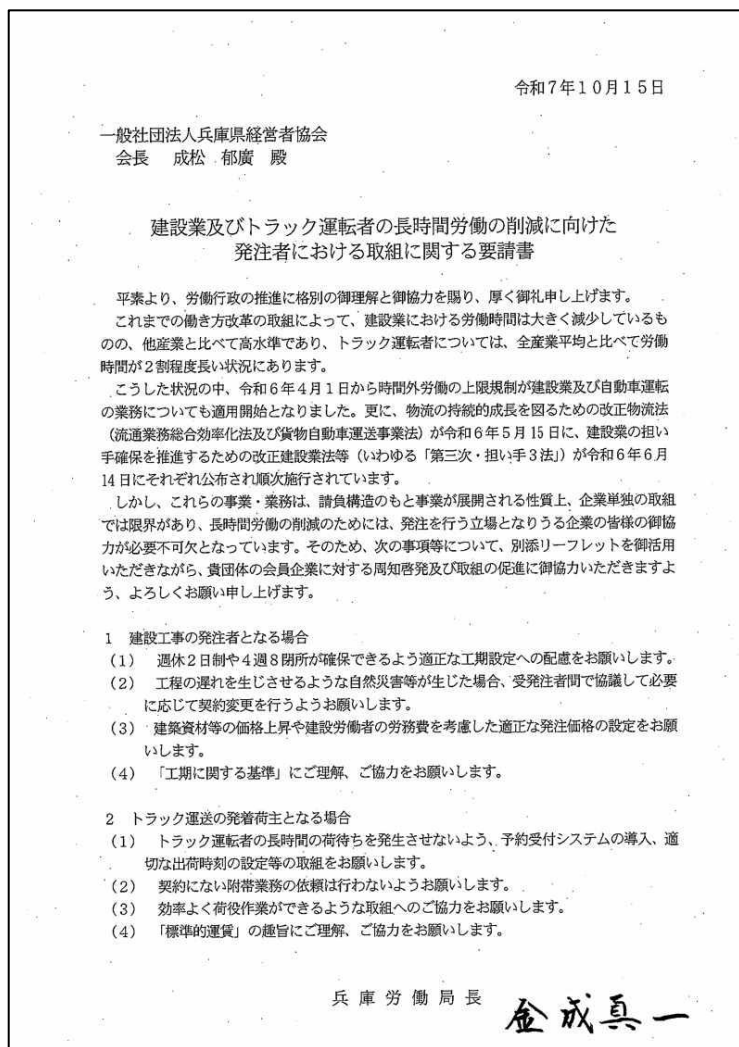 令和7年10月15日
一般社団法人兵庫県経営者協会
会長 成松 郁廣 殿
建設業及びトラック運転者の長時間労働の削減に向けた
発注者における取組に関する要請書
平素より、労働行政の推進に格別の御理解と御協力を賜り、厚く御礼申し上げます。
これまでの働き方改革の取組によって、建設業における労働時間は大きく減少しているも
のの、他産業と比べて高水準であり、トラック運転者については、全産業平均と比べて労働
時間が2割程度長い状況にあります。
こうした状況の中、令和6年4月1日から時間外労働の上限規制が建設業及び自動車運転
の業務についても適用開始となりました。更に、物流の持続的成長を図るための改正物流法
(流通業務総合効率化法及び貨物自動車運送事業法)が令和6年5月15日に、建設業の担い
手確保を推進するための改正建設業法等(いわゆる「第三次・担い手3法」)が令和6年6月
14日にそれぞれ公布され順次施行されています。
しかし、これらの事業・業務は、請負構造のもと事業が展開される性質上、企業単独の取組
では限界があり、長時間労働の削減のためには、発注を行う立場となりうる企業の皆様の御協
力が必要不可欠となっています。そのため、次の事項等について、別添リーフレットを御活用
いただきながら、貴団体の会員企業に対する周知啓発及び取組の促進に御協力いただきますよ
う、よろしくお願い申し上げます。
1 建設工事の発注者となる場合
(1) 週休2日制や4週8閉所が確保できるよう適正な工期設定への配慮をお願いします。
(2) 工程の遅れを生じさせるような自然災害等が生じた場合、受発注者間で協議して必要
に応じて契約変更を行うようお願いします。
(3) 建築資材等の価格上昇や建設労働者の労務費を考慮した適正な発注価格の設定をお願
いします。
(4) 「工期に関する基準」にご理解、ご協力をお願いします。
2 トラック運送の発着荷主となる場合
(1) トラック運転者の長時間の荷待ちを発生させないよう、予約受付システムの導入、適
切な出荷時刻の設定等の取組をお願いします。
(2) 契約にない附帯業務の依頼は行わないようお願いします。
(3) 効率よく荷役作業ができるような取組へのご協力をお願いします。
(4) 「標準的運賃」の趣旨にご理解、ご協力をお願いします。
兵庫労働局長 金成真一